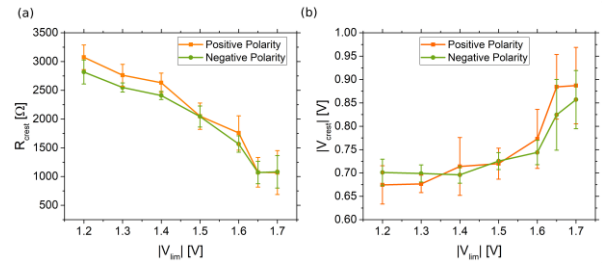 (a)
(b)
3500
3000
2500
2000
1500
1000
500
R_crest [Ω]
Positive Polarity
Negative Polarity
1.2 1.3 1.4 1.5 1.6 1.7
|V_lim| [V]
1.00
0.95
0.90
0.85
0.80
0.75
0.70
0.65
0.60
|V_crest| [V]
Positive Polarity
Negative Polarity
1.2 1.3 1.4 1.5 1.6 1.7
|V_lim| [V]